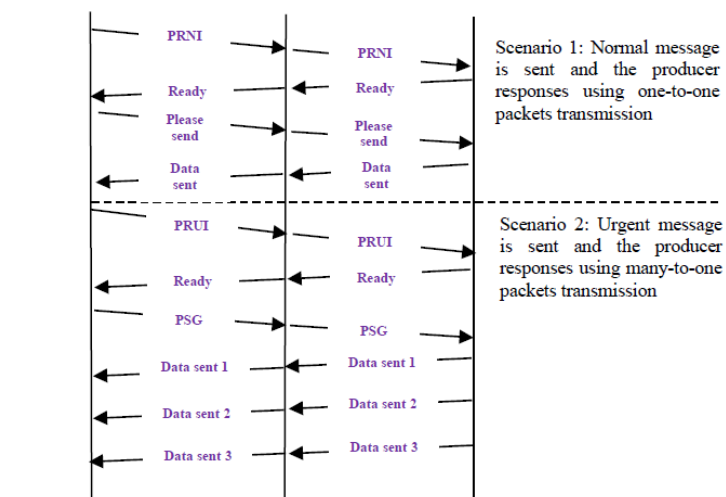 PRNI
PRNI
Scenario 1: Normal message
is sent and the producer
responses using one-to-one
packets transmission
Ready
Ready
Please
send
Please
send
Data
sent
Data
sent
PRUI
PRUI
Scenario 2: Urgent message
is sent and the producer
responses using many-to-one
packets transmission
Ready
Ready
PSG
PSG
Data sent 1
Data sent 1
Data sent 2
Data sent 2
Data sent 3
Data sent 3